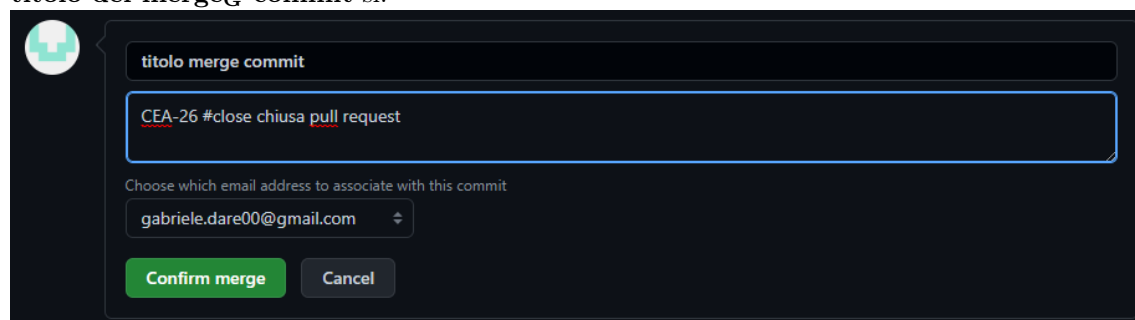 titolo del merge commit
titolo merge commit
CEA-26 #close chiusa pull request
Choose which email address to associate with this commit
gabriele.dare00@gmail.com
Confirm merge Cancel